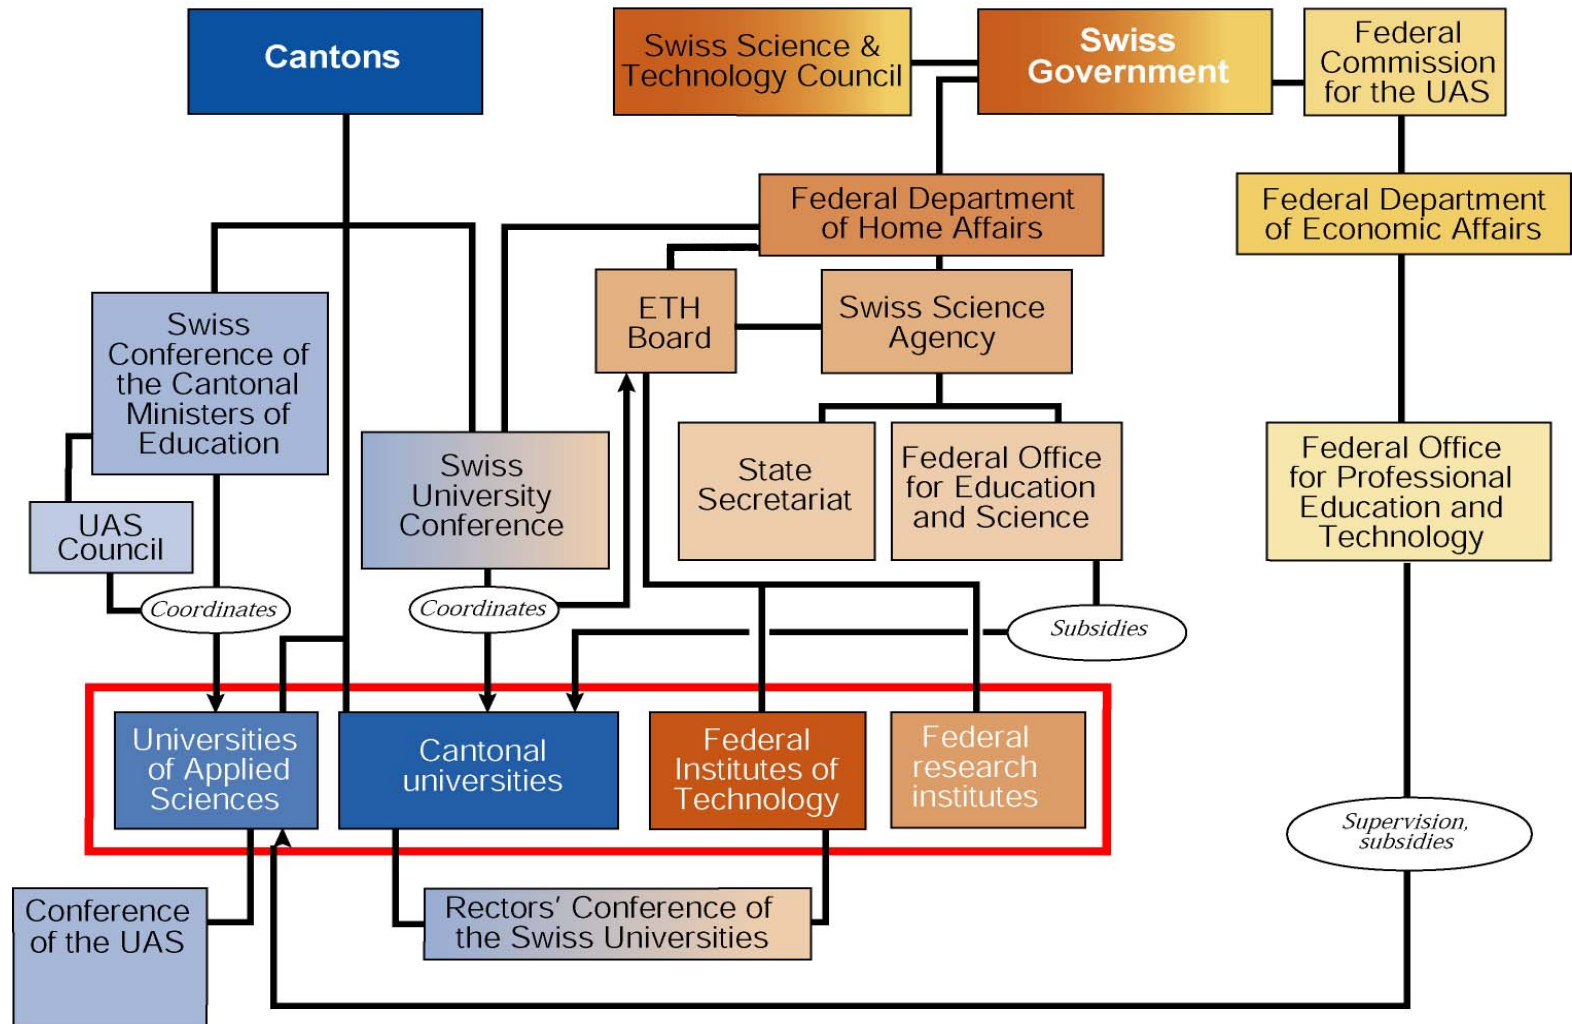 Cantons
Swiss Science &
Technology Council
Swiss
Government
Federal
Commission
for the UAS
Federal Department
of Home Affairs
Federal Department
of Economic Affairs
ETH
Board
Swiss Science
Agency
Swiss
Conference of
the Cantonal
Ministers of
Education
Swiss
University
Conference
State
Secretariat
Federal Office
for Education
and Science
Federal Office
for Professional
Education and
Technology
UAS
Council
Coordinates
Coordinates
Subsidies
Universities
of Applied
Sciences
Cantonal
universities
Federal
Institutes of
Technology
Federal
research
institutes
Supervision,
subsidies
Conference
of the UAS
Rectors’ Conference of
the Swiss Universities